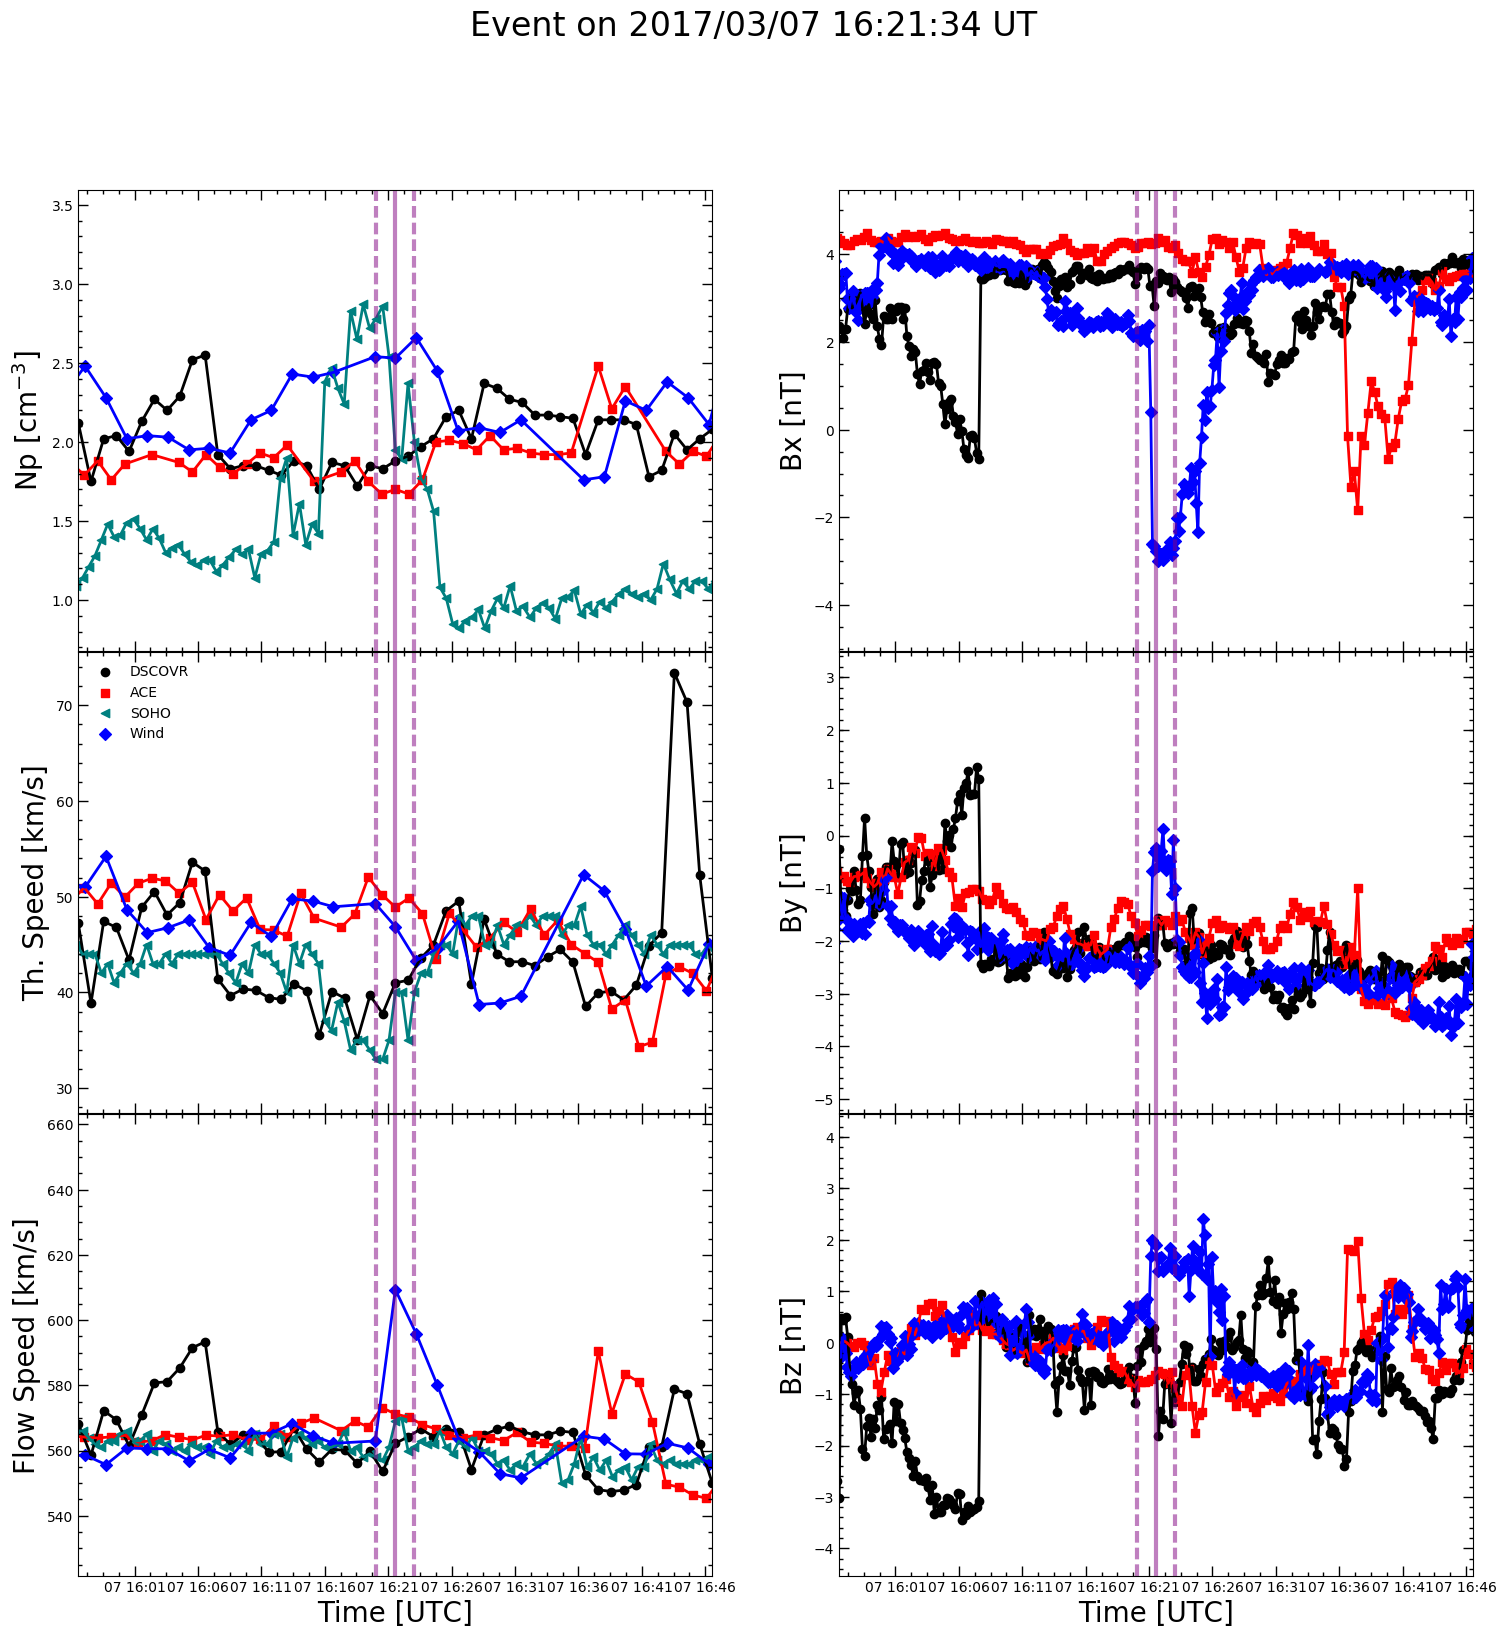 Event on 2017/03/07 16:21:34 UT
Np [cm⁻³]
3.5
3.0
2.5
2.0
1.5
1.0
Bx [nT]
4
2
0
−2
−4
Th. Speed [km/s]
70
60
50
40
30
DSCOVR
ACE
SOHO
Wind
By [nT]
3
2
1
0
−1
−2
−3
−4
−5
Flow Speed [km/s]
660
640
620
600
580
560
540
Bz [nT]
4
3
2
1
0
−1
−2
−3
−4
07 16:01 07 16:06 07 16:11 07 16:16 07 16:21 07 16:26 07 16:31 07 16:36 07 16:41 07 16:46
Time [UTC]
07 16:01 07 16:06 07 16:11 07 16:16 07 16:21 07 16:26 07 16:31 07 16:36 07 16:41 07 16:46
Time [UTC]